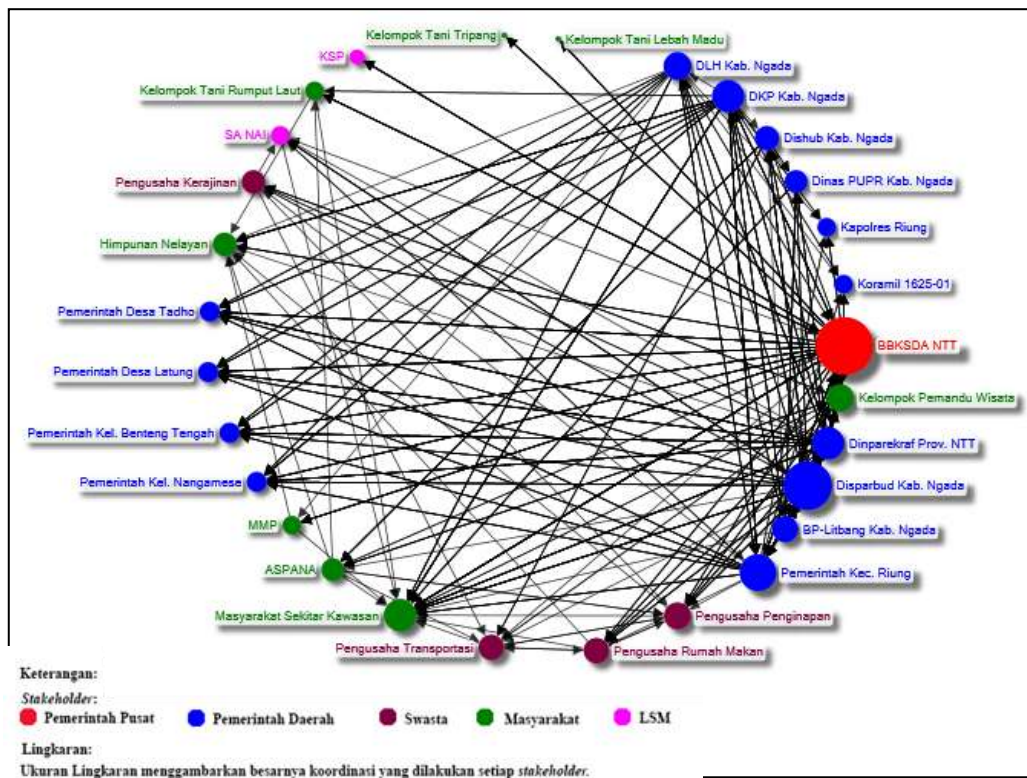 Kelompok Tani Tripang
Kelompok Tani Lebah Madu
KSP
DLH Kab. Ngada
Kelompok Tani Rumput Laut
DKP Kab. Ngada
SA NAI
Dishub Kab. Ngada
Pengusaha Kerajinan
Dinas PUPR Kab. Ngada
Himpunan Nelayan
Kapolres Riung
Pemerintah Desa Tadho
Koramil 1625-01
BBKSDA NTT
Pemerintah Desa Latung
Kelompok Pemandu Wisata
Pemerintah Kel. Benteng Tengah
Dinparekraf Prov. NTT
Pemerintah Kel. Nangamese
Disparbud Kab. Ngada
MMP
BP-Litbang Kab. Ngada
ASPANA
Pemerintah Kec. Riung
Masyarakat Sekitar Kawasan
Pengusaha Penginapan
Pengusaha Transportasi
Pengusaha Rumah Makan
Keterangan:
Stakeholder:
Pemerintah Pusat Pemerintah Daerah Swasta Masyarakat LSM
Lingkaran:
Ukuran Lingkaran menggambarkan besarnya koordinasi yang dilakukan setiap stakeholder.